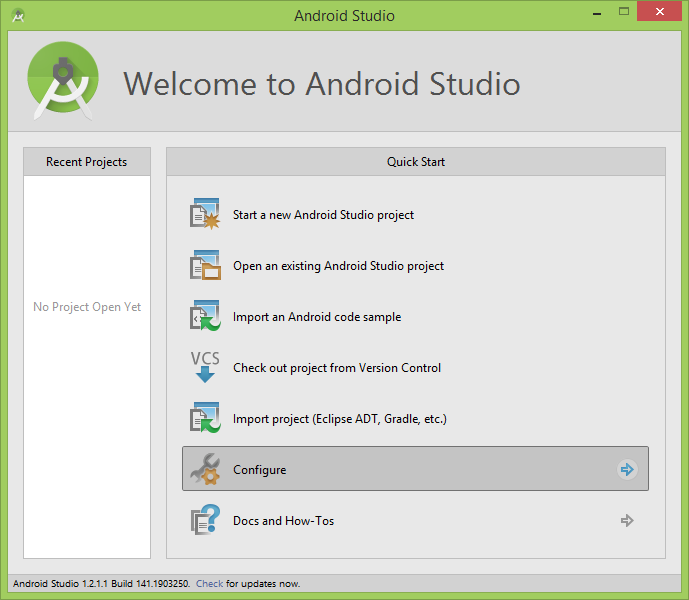 Android Studio
Welcome to Android Studio
Recent Projects
No Project Open Yet
Quick Start
Start a new Android Studio project
Open an existing Android Studio project
Import an Android code sample
VCS
Check out project from Version Control
Import project (Eclipse ADT, Gradle, etc.)
Configure
Docs and How-Tos
Android Studio 1.2.1.1 Build 141.1903250. Check for updates now.